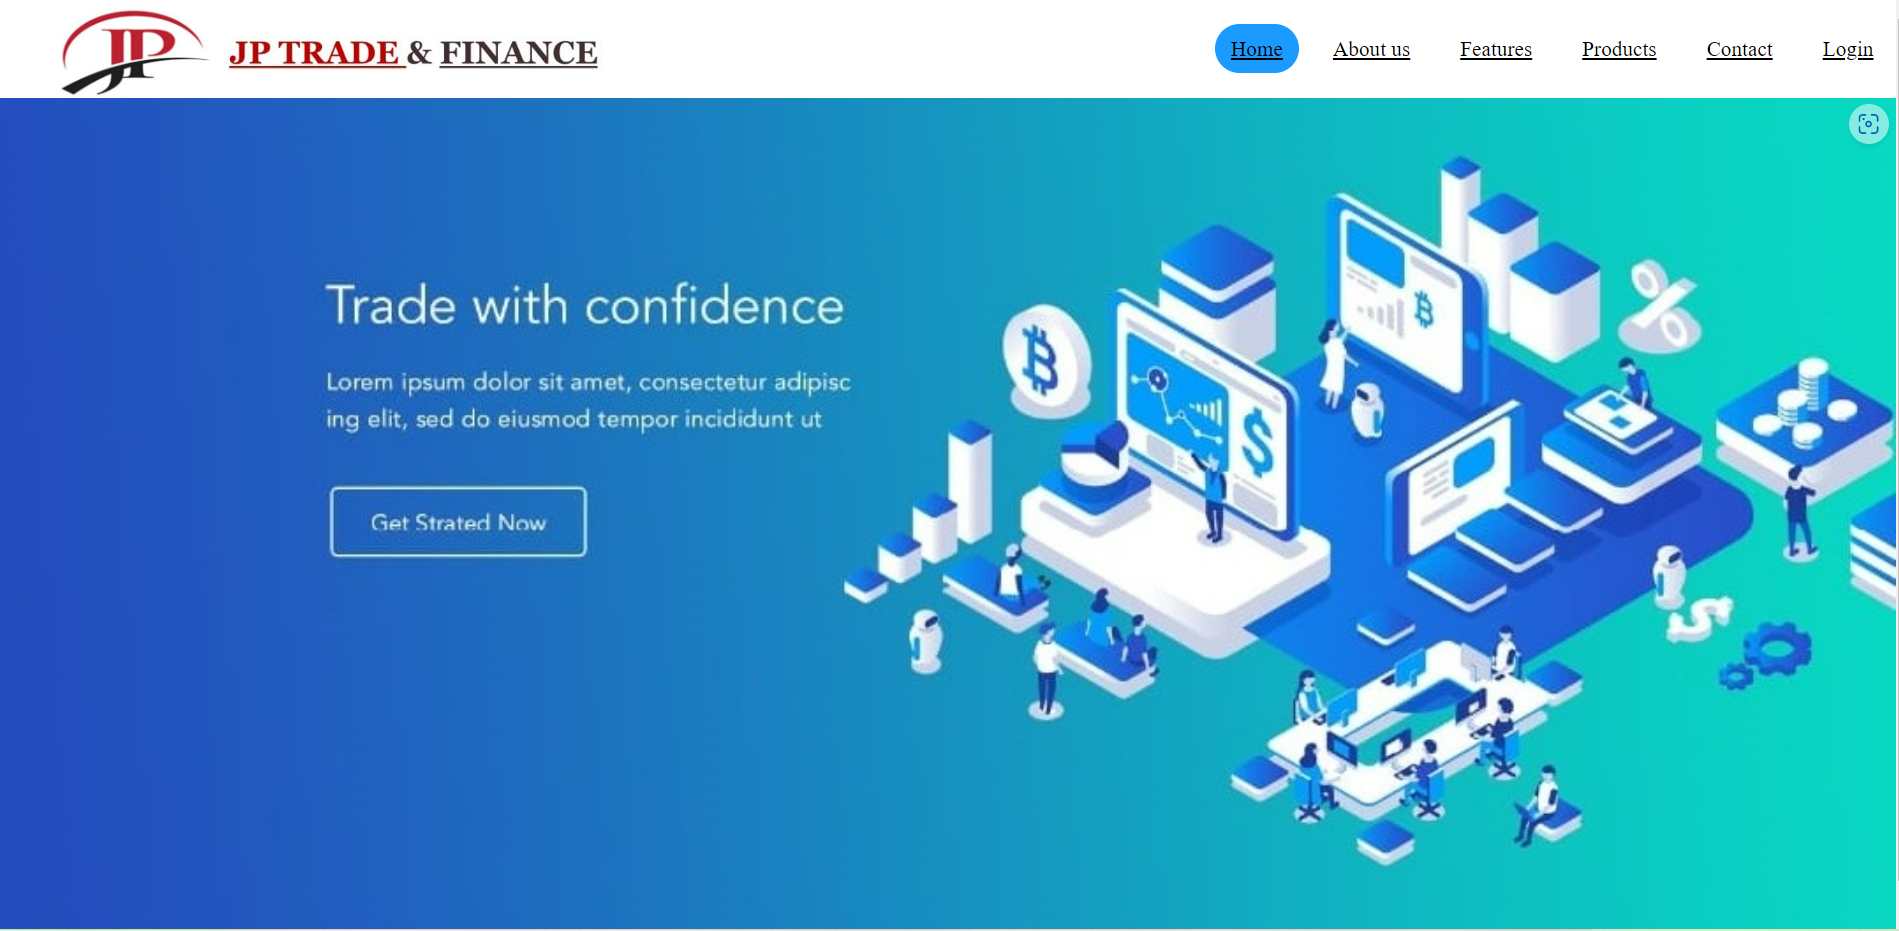 JP
JP TRADE & FINANCE
Home About us Features Products Contact Login
Trade with confidence
Lorem ipsum dolor sit amet, consectetur adipisc
ing elit, sed do eiusmod tempor incididunt ut
Get Strated Now